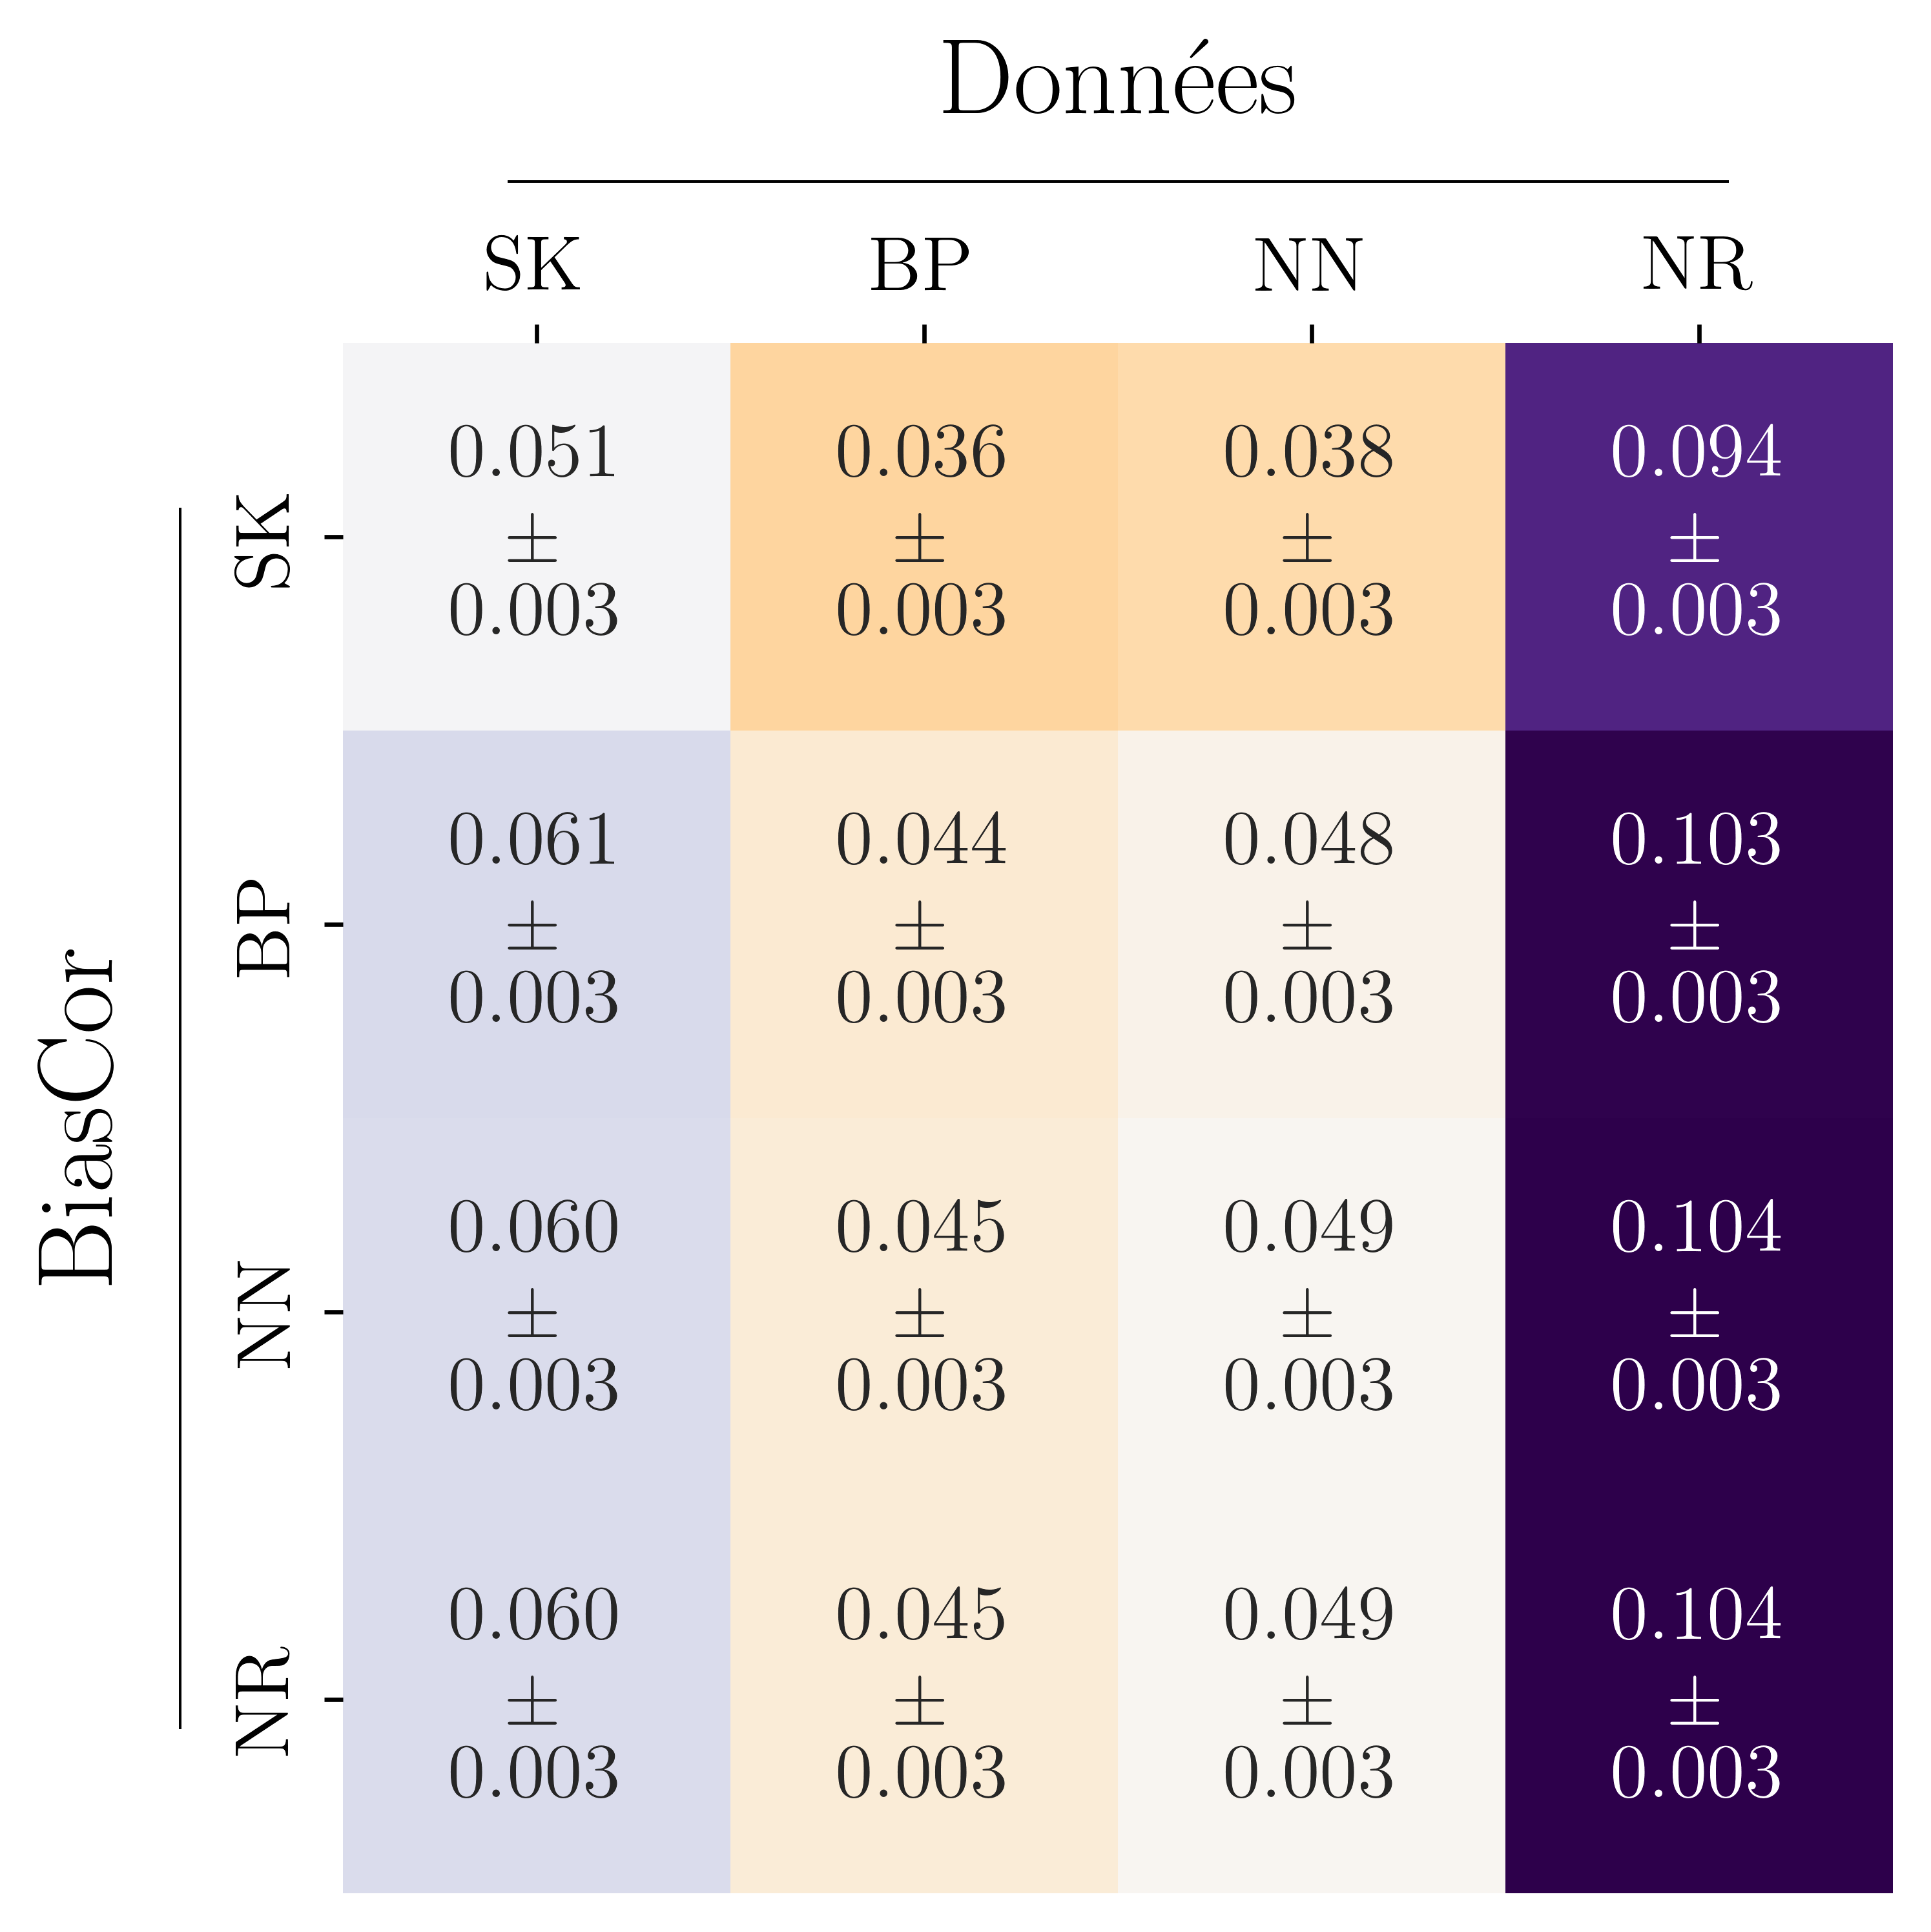 Données
SK BP NN NR
BiasCor
SK
0.051 0.036 0.038 0.094
± ± ± ±
0.003 0.003 0.003 0.003
BP
0.061 0.044 0.048 0.103
± ± ± ±
0.003 0.003 0.003 0.003
NN
0.060 0.045 0.049 0.104
± ± ± ±
0.003 0.003 0.003 0.003
NR
0.060 0.045 0.049 0.104
± ± ± ±
0.003 0.003 0.003 0.003